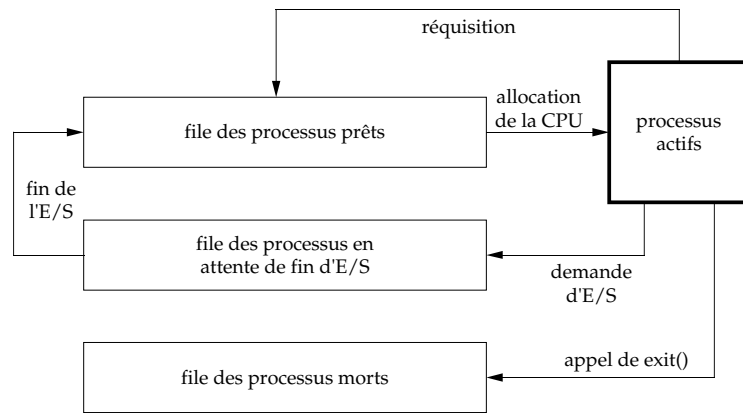 réquisition
file des processus prêts
allocation
de la CPU
processus
actifs
fin de
l'E/S
file des processus en
attente de fin d'E/S
demande
d'E/S
file des processus morts
appel de exit()